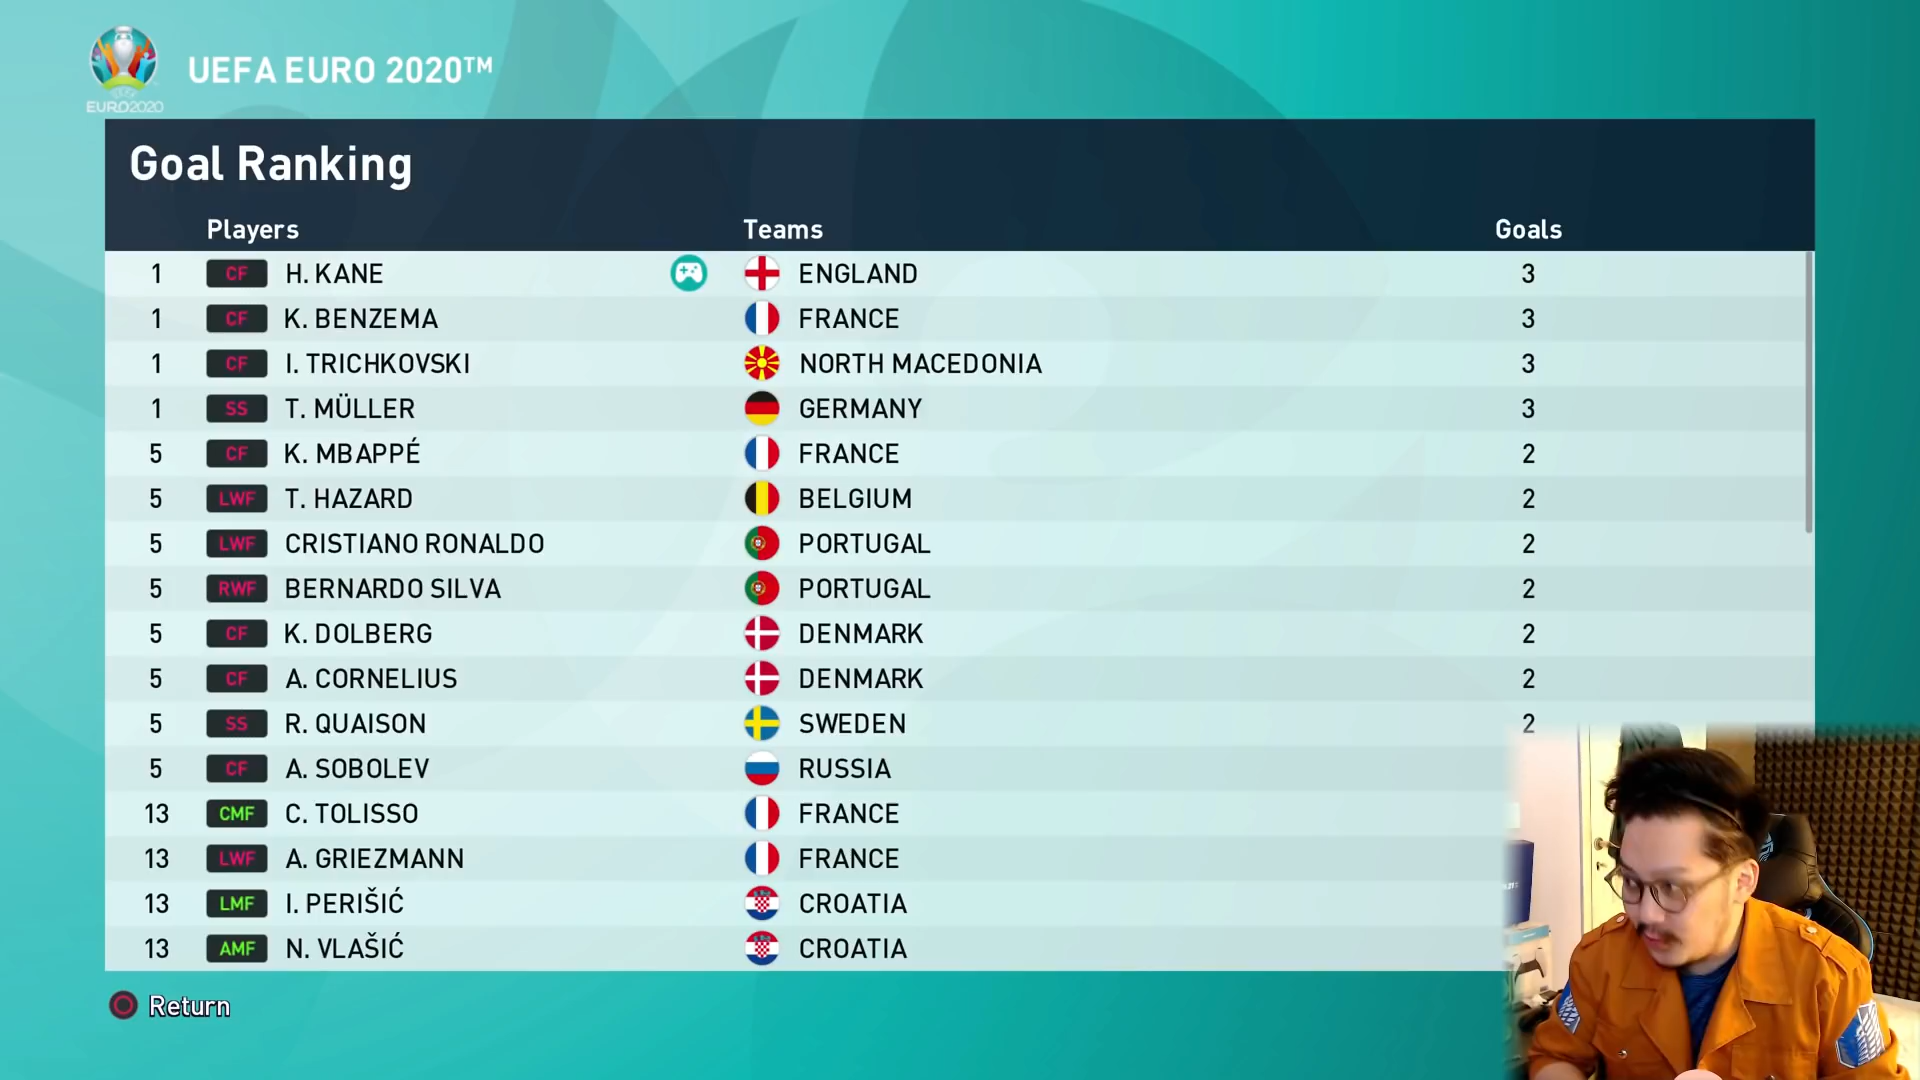 UEFA EURO 2020™
UEFA
EURO2020
Goal Ranking
Players Teams Goals
1 CF H. KANE ENGLAND 3
1 CF K. BENZEMA FRANCE 3
1 CF I. TRICHKOVSKI NORTH MACEDONIA 3
1 SS T. MÜLLER GERMANY 3
5 CF K. MBAPPÉ FRANCE 2
5 LWF T. HAZARD BELGIUM 2
5 LWF CRISTIANO RONALDO PORTUGAL 2
5 RWF BERNARDO SILVA PORTUGAL 2
5 CF K. DOLBERG DENMARK 2
5 CF A. CORNELIUS DENMARK 2
5 SS R. QUAISON SWEDEN 2
5 CF A. SOBOLEV RUSSIA
13 CMF C. TOLISSO FRANCE
13 LWF A. GRIEZMANN FRANCE
13 LMF I. PERIŠIĆ CROATIA
13 AMF N. VLAŠIĆ CROATIA
Return